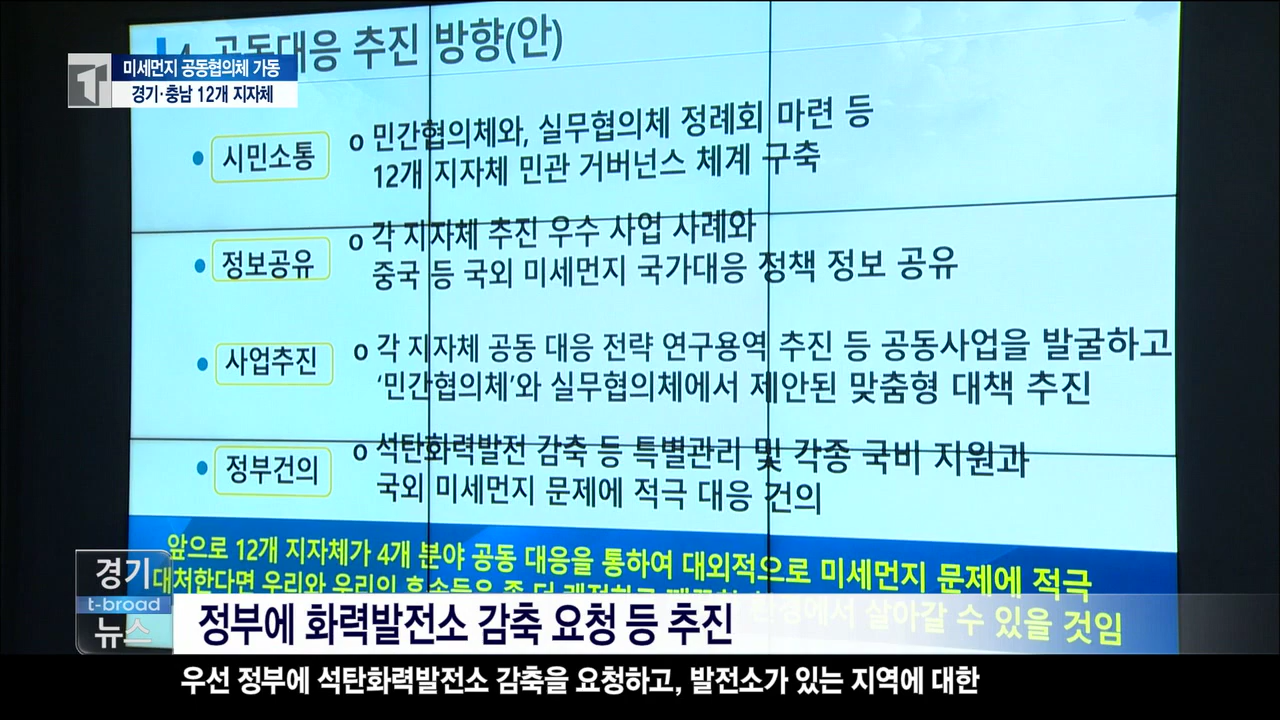 4. 공동대응 추진 방향(안)
미세먼지 공동협의체 가동
경기·충남 12개 지자체
시민소통
o 민간협의체와, 실무협의체 정례회 마련 등
12개 지자체 민관 거버넌스 체계 구축
정보공유
o 각 지자체 추진 우수 사업 사례와
중국 등 국외 미세먼지 국가대응 정책 정보 공유
사업추진
o 각 지자체 공동 대응 전략 연구용역 추진 등 공동사업을 발굴하고
‘민간협의체’와 실무협의체에서 제안된 맞춤형 대책 추진
정부건의
o 석탄화력발전 감축 등 특별관리 및 각종 국비 지원과
국외 미세먼지 문제에 적극 대응 건의
앞으로 12개 지자체가 4개 분야 공동 대응을 통하여 대외적으로 미세먼지 문제에 적극
대처한다면 우리와 우리의 살아갈 수 있을 것임
경기
t-broad
뉴스
정부에 화력발전소 감축 요청 등 추진
우선 정부에 석탄화력발전소 감축을 요청하고, 발전소가 있는 지역에 대한